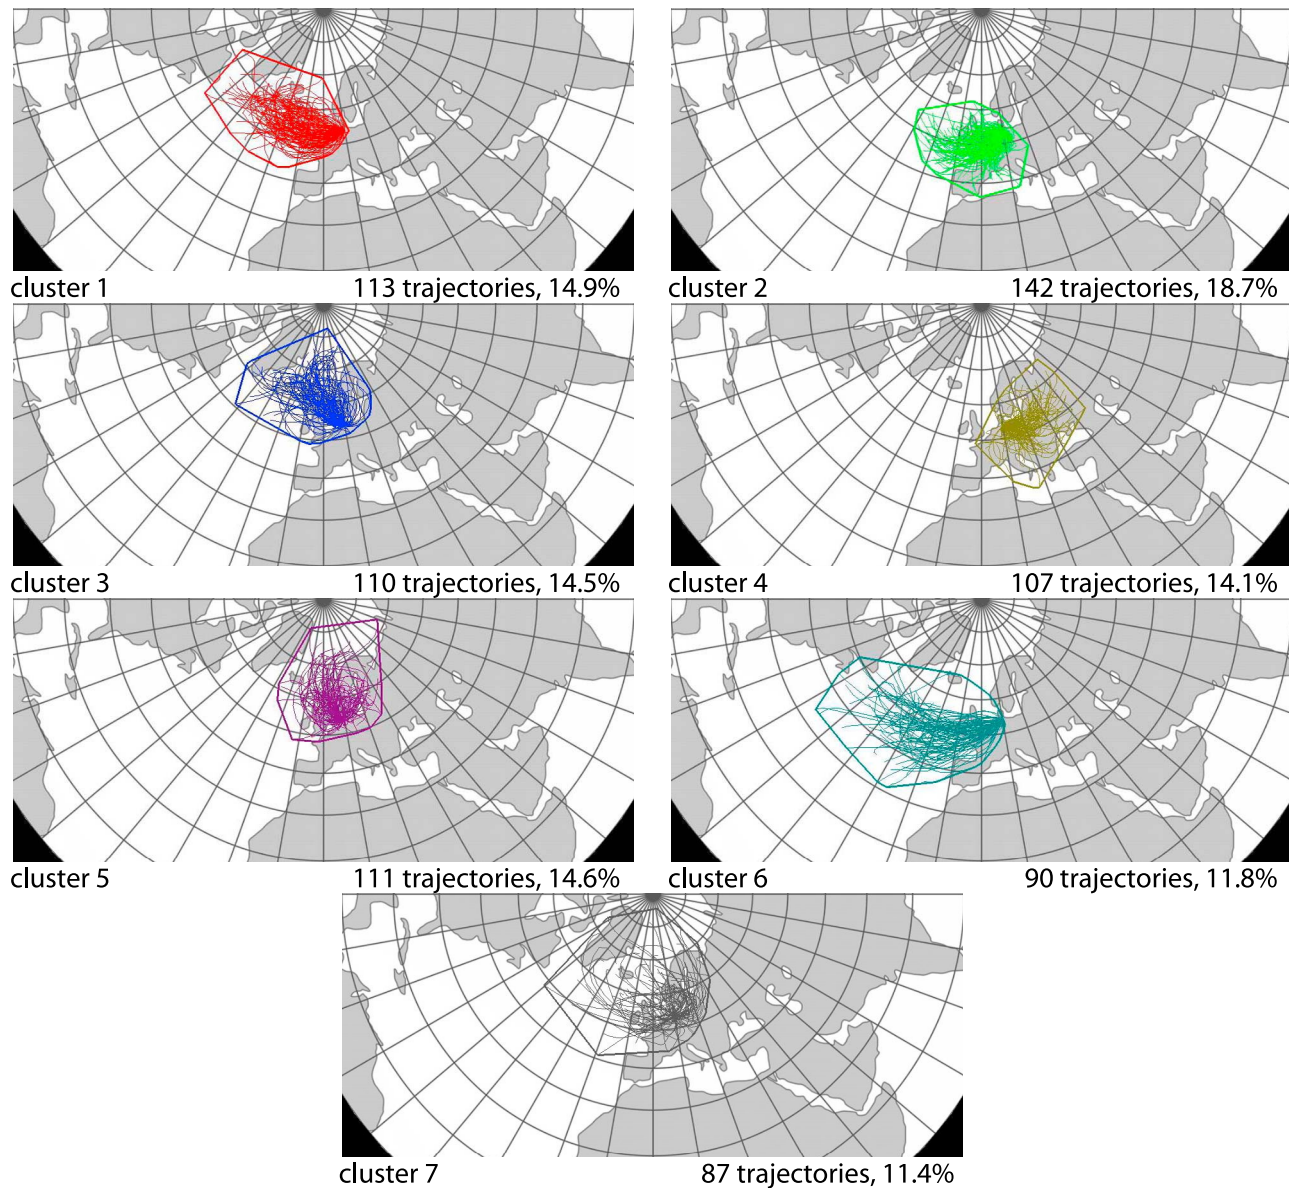 cluster 1 113 trajectories, 14.9%
cluster 2 142 trajectories, 18.7%
cluster 3 110 trajectories, 14.5%
cluster 4 107 trajectories, 14.1%
cluster 5 111 trajectories, 14.6%
cluster 6 90 trajectories, 11.8%
cluster 7 87 trajectories, 11.4%